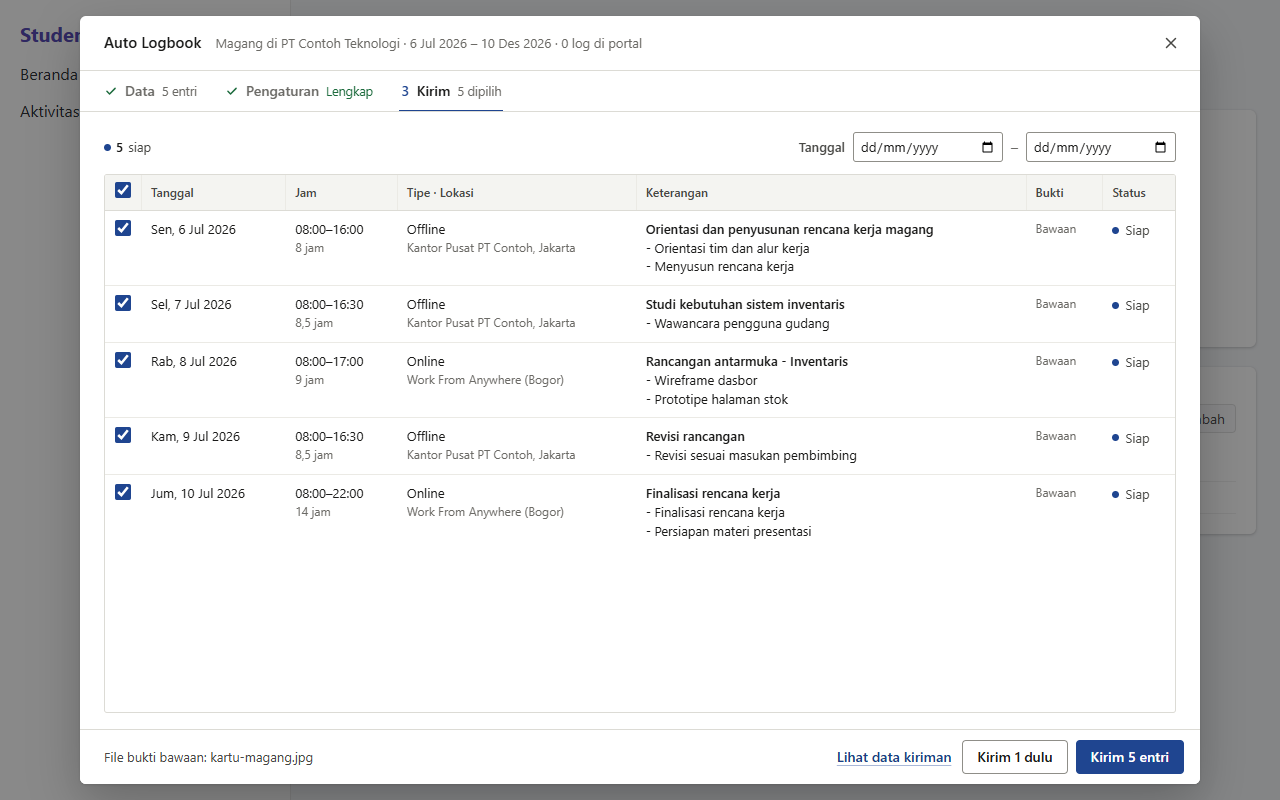 Beranda
Aktivitas
Auto Logbook Magang di PT Contoh Teknologi · 6 Jul 2026 – 10 Des 2026 · 0 log di portal
Data 5 entri Pengaturan Lengkap 3 Kirim 5 dipilih
5 siap Tanggal dd/mm/yyyy – dd/mm/yyyy
Tanggal Jam Tipe · Lokasi Keterangan Bukti Status
Sen, 6 Jul 2026 08:00–16:00 Offline Orientasi dan penyusunan rencana kerja magang Bawaan Siap
8 jam Kantor Pusat PT Contoh, Jakarta - Orientasi tim dan alur kerja
- Menyusun rencana kerja
Sel, 7 Jul 2026 08:00–16:30 Offline Studi kebutuhan sistem inventaris Bawaan Siap
8,5 jam Kantor Pusat PT Contoh, Jakarta - Wawancara pengguna gudang
Rab, 8 Jul 2026 08:00–17:00 Online Rancangan antarmuka - Inventaris Bawaan Siap
9 jam Work From Anywhere (Bogor) - Wireframe dasbor
- Prototipe halaman stok
Kam, 9 Jul 2026 08:00–16:30 Offline Revisi rancangan Bawaan Siap
8,5 jam Kantor Pusat PT Contoh, Jakarta - Revisi sesuai masukan pembimbing
Jum, 10 Jul 2026 08:00–22:00 Online Finalisasi rencana kerja Bawaan Siap
14 jam Work From Anywhere (Bogor) - Finalisasi rencana kerja
- Persiapan materi presentasi
File bukti bawaan: kartu-magang.jpg Lihat data kiriman Kirim 1 dulu Kirim 5 entri